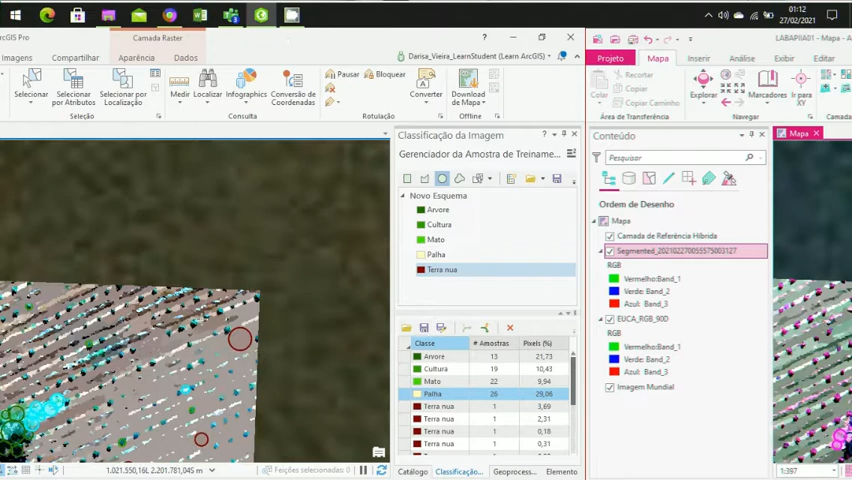 01:12
27/02/2021
ArcGIS Pro
Camada Raster
LABAPIIA01
Darisa_Vieira_LearnStudent (Learn ArcGIS)
Imagens
Compartilhar
Aparência
Dados
Projeto
Mapa
Inserir
Análise
Exibir
Editar
Selecionar
Selecionar por Atributos
Selecionar por Localização
Seleção
Medir
Localizar
Infographics
Conversão de Coordenadas
Consulta
Pausar
Bloquear
Converter
Rotulação
Download de Mapa
Offline
Colar
Recortar
Copiar
Copiar Caminho
Área de Transferência
Explorar
Marcadores
Ir para XY
Navegar
Camada
Classificação da Imagem
Gerenciador da Amostra de Treiname...
Novo Esquema
Arvore
Cultura
Mato
Palha
Terra nua
Classe # Amostras Pixels (%)
Arvore 13 21,73
Cultura 19 10,43
Mato 22 9,94
Palha 26 29,06
Terra nua 1 3,69
Terra nua 1 2,31
Terra nua 1 0,18
Terra nua 1 0,31
Catálogo
Classificação...
Geoprocess...
Elemento
1.021.550,16L 2.201.781,04S m
Feições selecionadas: 0
Conteúdo
Mapa
Pesquisar
Ordem de Desenho
Mapa
Camada de Referência Híbrida
Segmented_202102270055575003127
RGB
Vermelho:Band_1
Verde: Band_2
Azul: Band_3
EUCA_RGB_90D
RGB
Vermelho:Band_1
Verde: Band_2
Azul: Band_3
Imagem Mundial
1:397